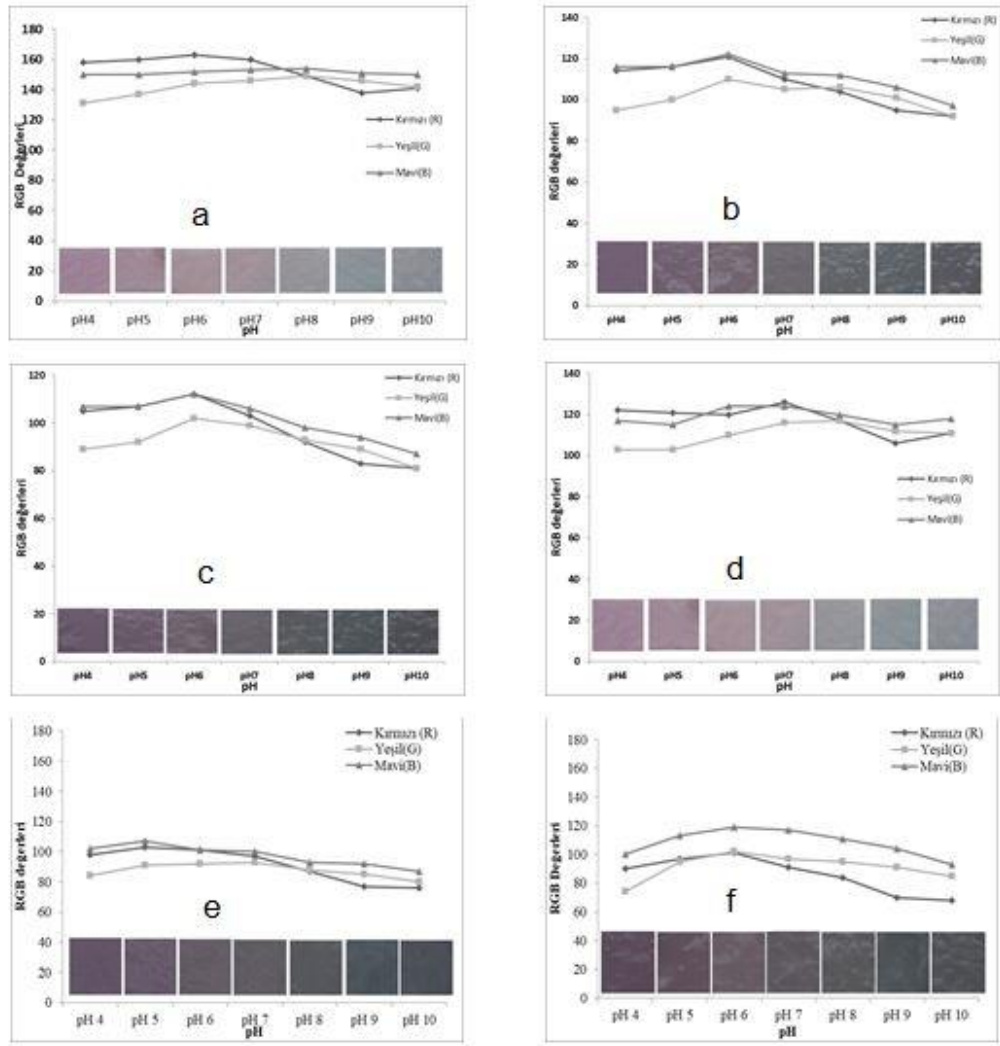 180
160
140
120
100
80
60
40
20
0
RGB Değerleri
Kırmızı (R)
Yeşil(G)
Mavi(B)
a
pH4 pH5 pH6 pH7 pH8 pH9 pH10
pH
140
120
100
80
60
40
20
0
RGB değerleri
Kırmızı (R)
Yeşil(G)
Mavi(B)
b
pH4 pH5 pH6 pH7 pH8 pH9 pH10
pH
120
100
80
60
40
20
0
RGB değerleri
Kırmızı (R)
Yeşil(G)
Mavi(B)
c
pH4 pH5 pH6 pH7 pH8 pH9 pH10
pH
140
120
100
80
60
40
20
0
RGB değerleri
Kırmızı (R)
Yeşil(G)
Mavi(B)
d
pH4 pH5 pH6 pH7 pH8 pH9 pH10
pH
180
160
140
120
100
80
60
40
20
0
RGB değerleri
Kırmızı (R)
Yeşil(G)
Mavi(B)
e
pH 4 pH 5 pH 6 pH 7 pH 8 pH 9 pH 10
pH
180
160
140
120
100
80
60
40
20
0
RGB Değerleri
Kırmızı (R)
Yeşil(G)
Mavi(B)
f
pH 4 pH 5 pH 6 pH 7 pH 8 pH 9 pH 10
pH